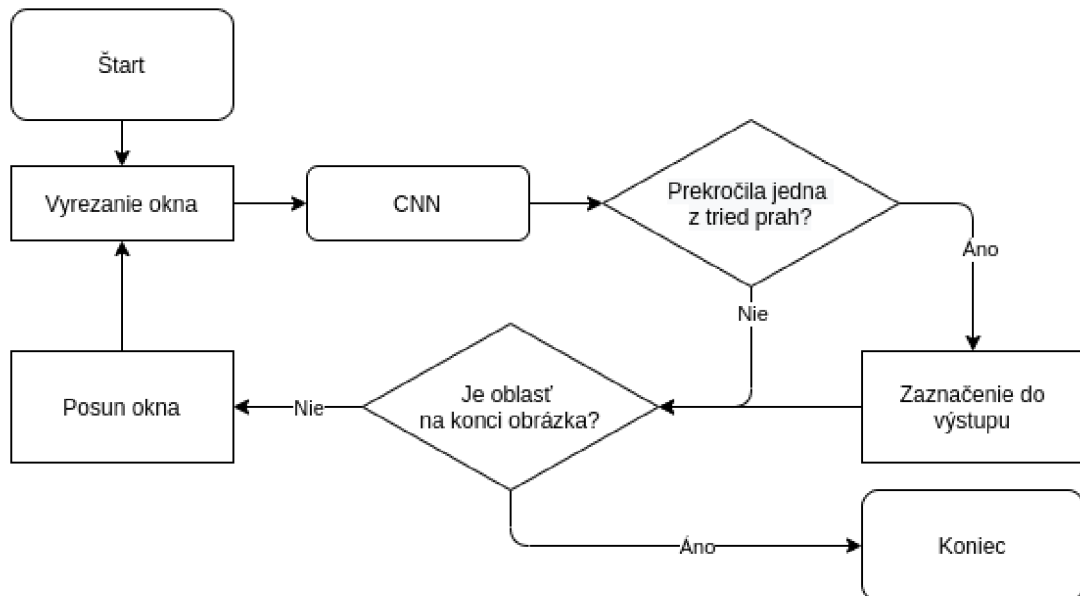 Štart
Vyrezanie okna
CNN
Prekročila jedna
z tried prah?
Áno
Nie
Zaznačenie do
výstupu
Je oblasť
na konci obrázka?
Nie
Posun okna
Áno
Koniec